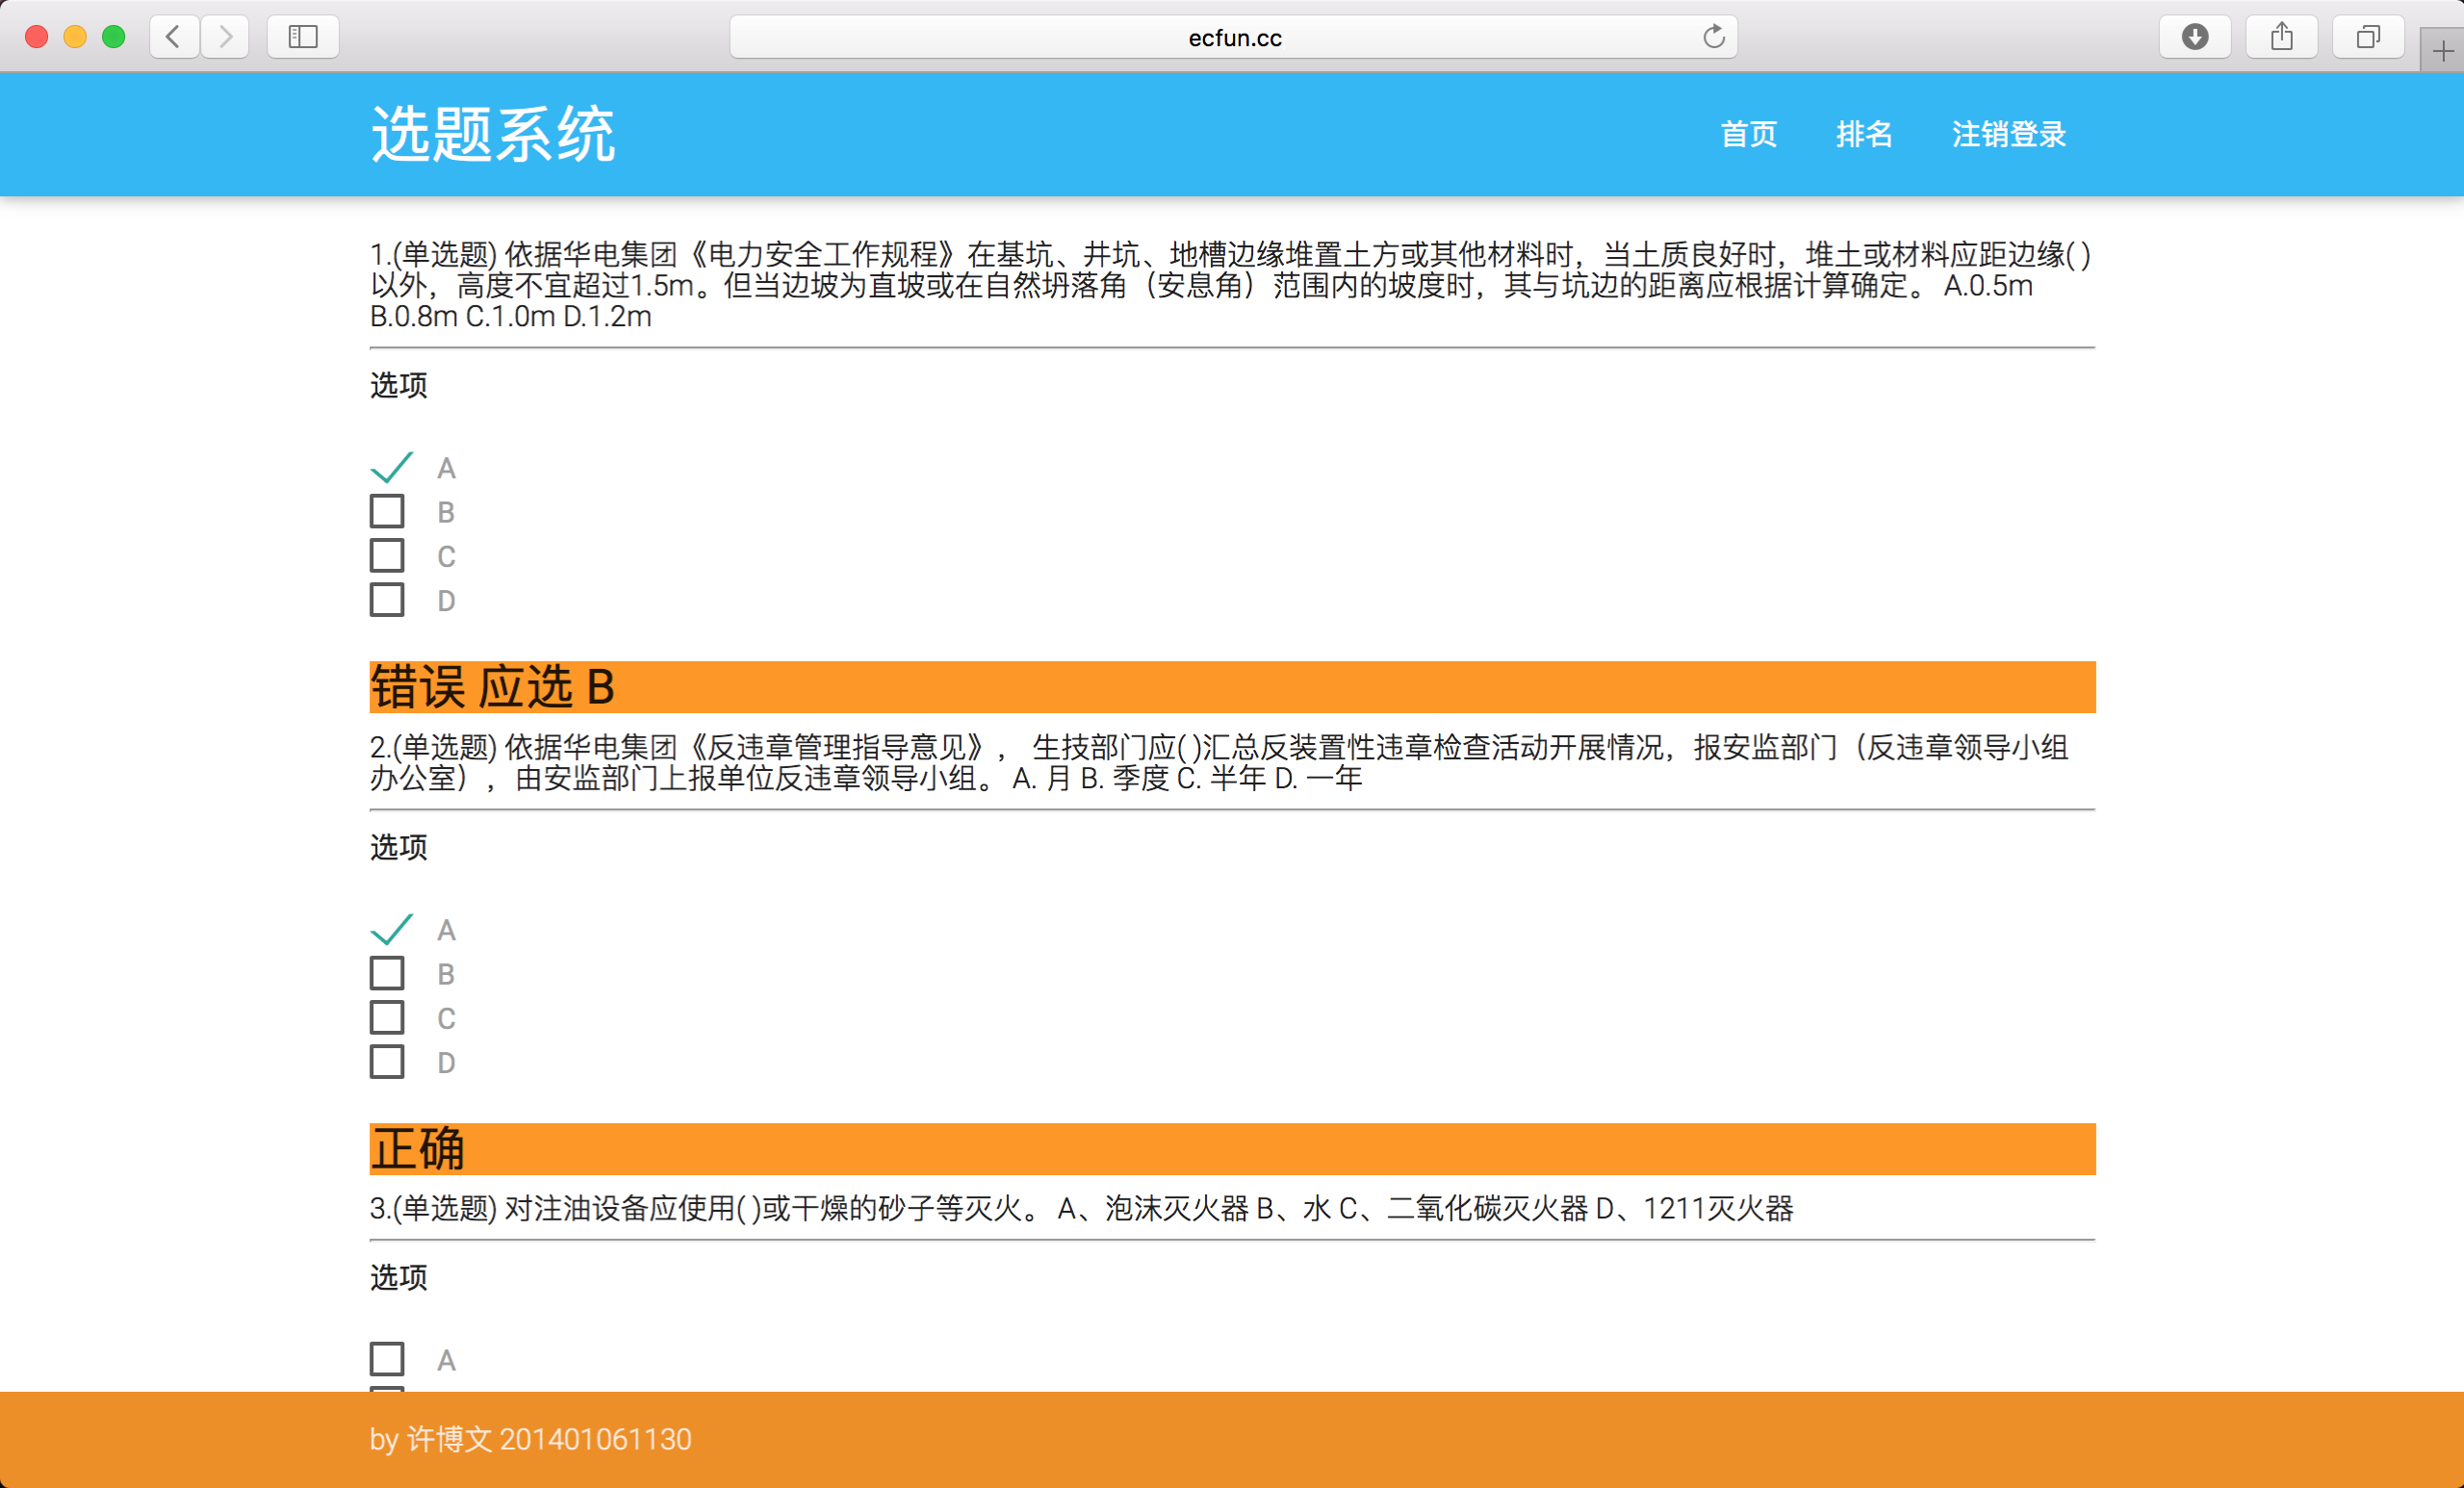 ecfun.cc
选题系统
首页 排名 注销登录
1.(单选题) 依据华电集团《电力安全工作规程》在基坑、井坑、地槽边缘堆置土方或其他材料时，当土质良好时，堆土或材料应距边缘( )
以外，高度不宜超过1.5m。但当边坡为直坡或在自然坍落角（安息角）范围内的坡度时，其与坑边的距离应根据计算确定。 A.0.5m
B.0.8m C.1.0m D.1.2m
选项
A
B
C
D
错误 应选 B
2.(单选题) 依据华电集团《反违章管理指导意见》， 生技部门应( )汇总反装置性违章检查活动开展情况，报安监部门（反违章领导小组
办公室），由安监部门上报单位反违章领导小组。 A. 月 B. 季度 C. 半年 D. 一年
选项
A
B
C
D
正确
3.(单选题) 对注油设备应使用( )或干燥的砂子等灭火。 A、泡沫灭火器 B、水 C、二氧化碳灭火器 D、1211灭火器
选项
A
by 许博文 201401061130